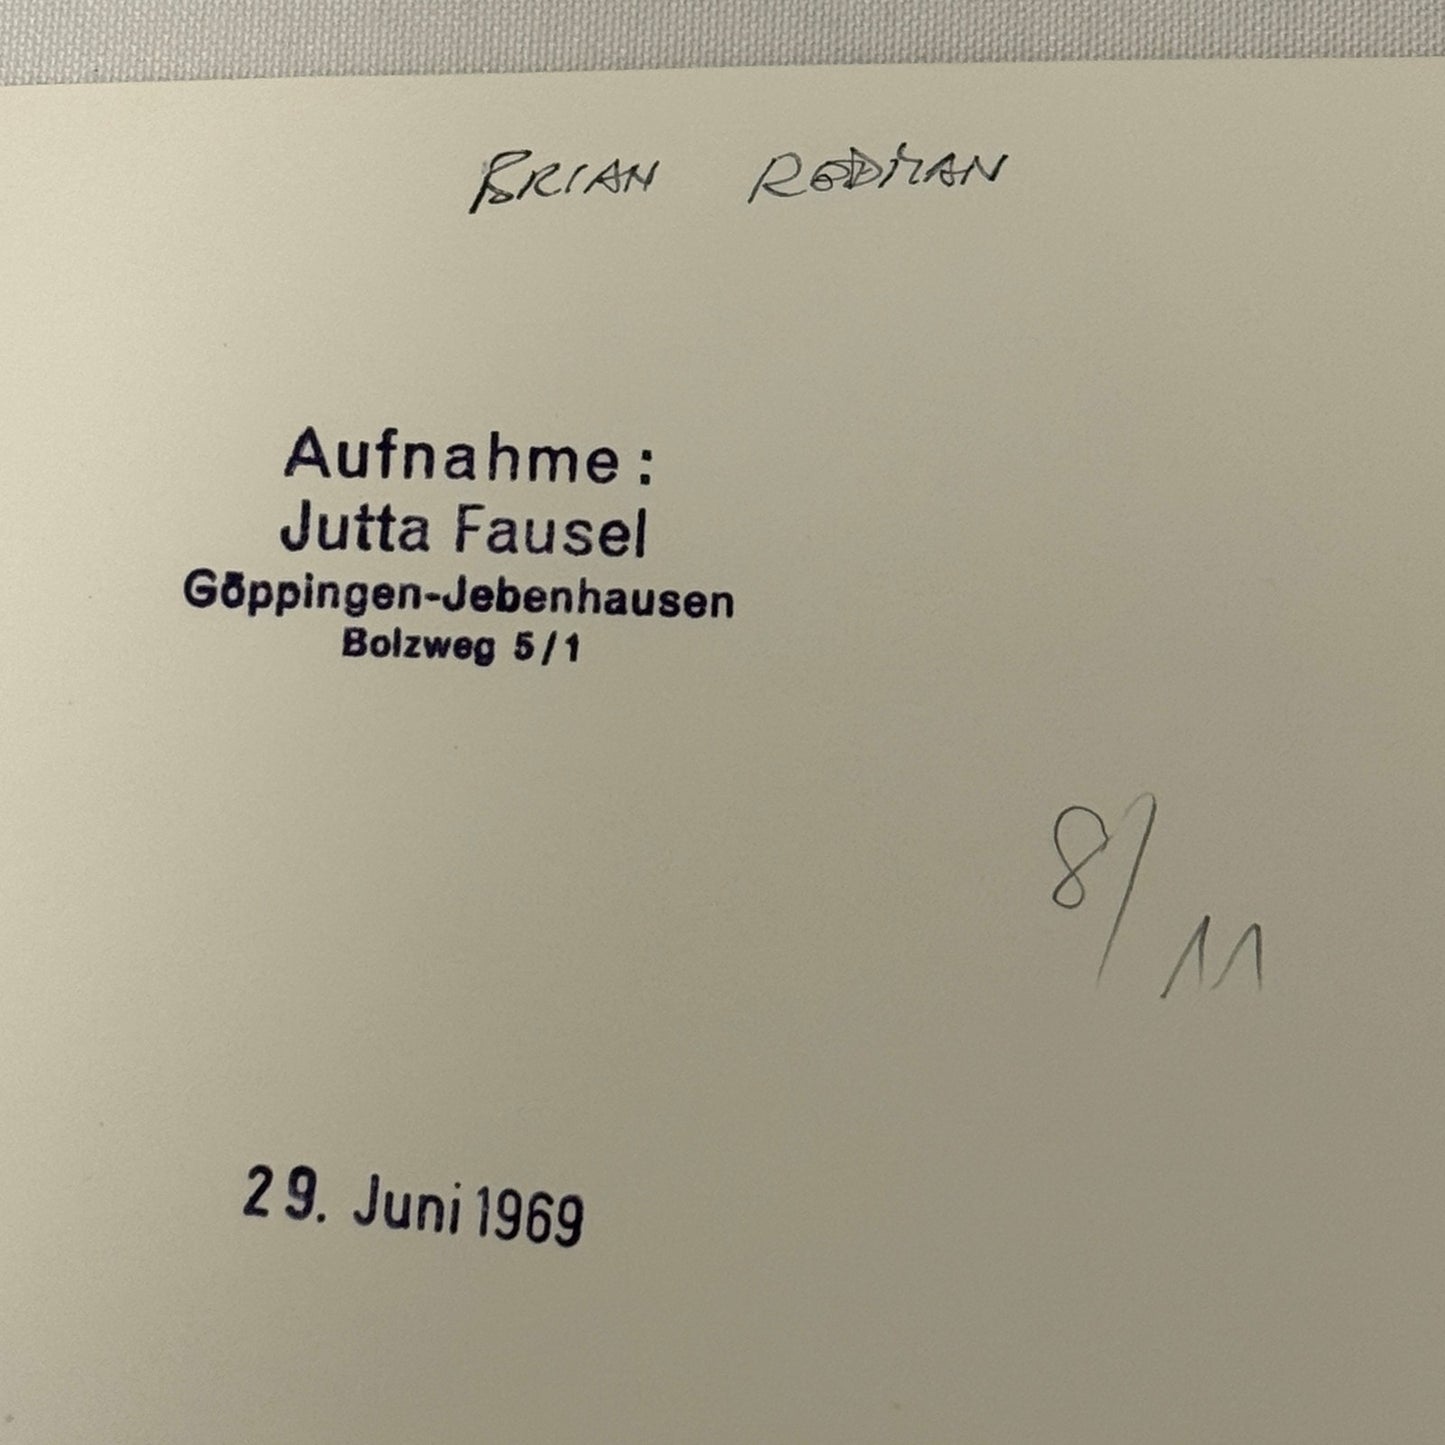 BRIAN REDMAN
Aufnahme:
Jutta Fausel
Göppingen-Jebenhausen
Bolzweg 5/1
8/11
29. Juni 1969